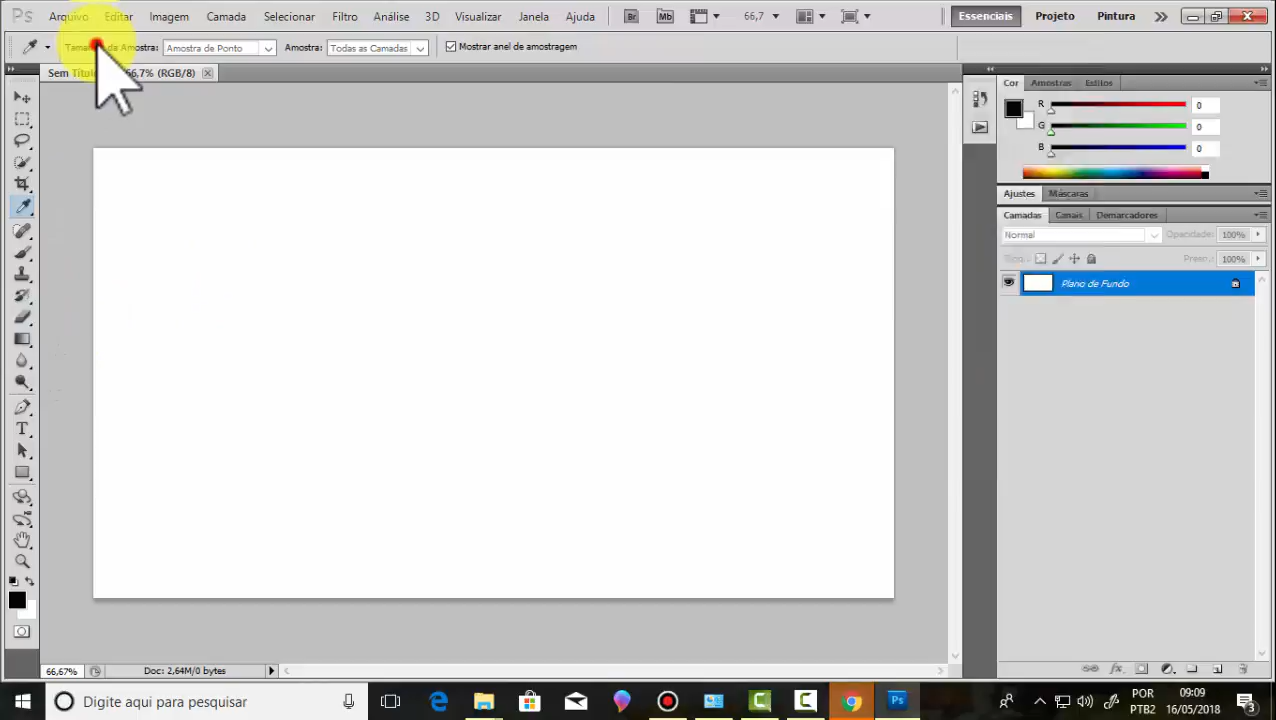 Ps Arquivo Editar Imagem Camada Selecionar Filtro Análise 3D Visualizar Janela Ajuda Br Mb 66,7 Essenciais Projeto Pintura
Amostra: Amostra de Ponto Amostra: Todas as Camadas Mostrar anel de amostragem
Sem Título 66,7% (RGB/8)
Cor Amostras Estilos
R 0
G 0
B 0
Ajustes Máscaras
Camadas Canais Demarcadores
Normal Opacidade: 100%
100%
Plano de Fundo
T
66,67% Doc: 2,64M/0 bytes
fx
Digite aqui para pesquisar
Ps
POR
PTB2
09:09
16/05/2018
3